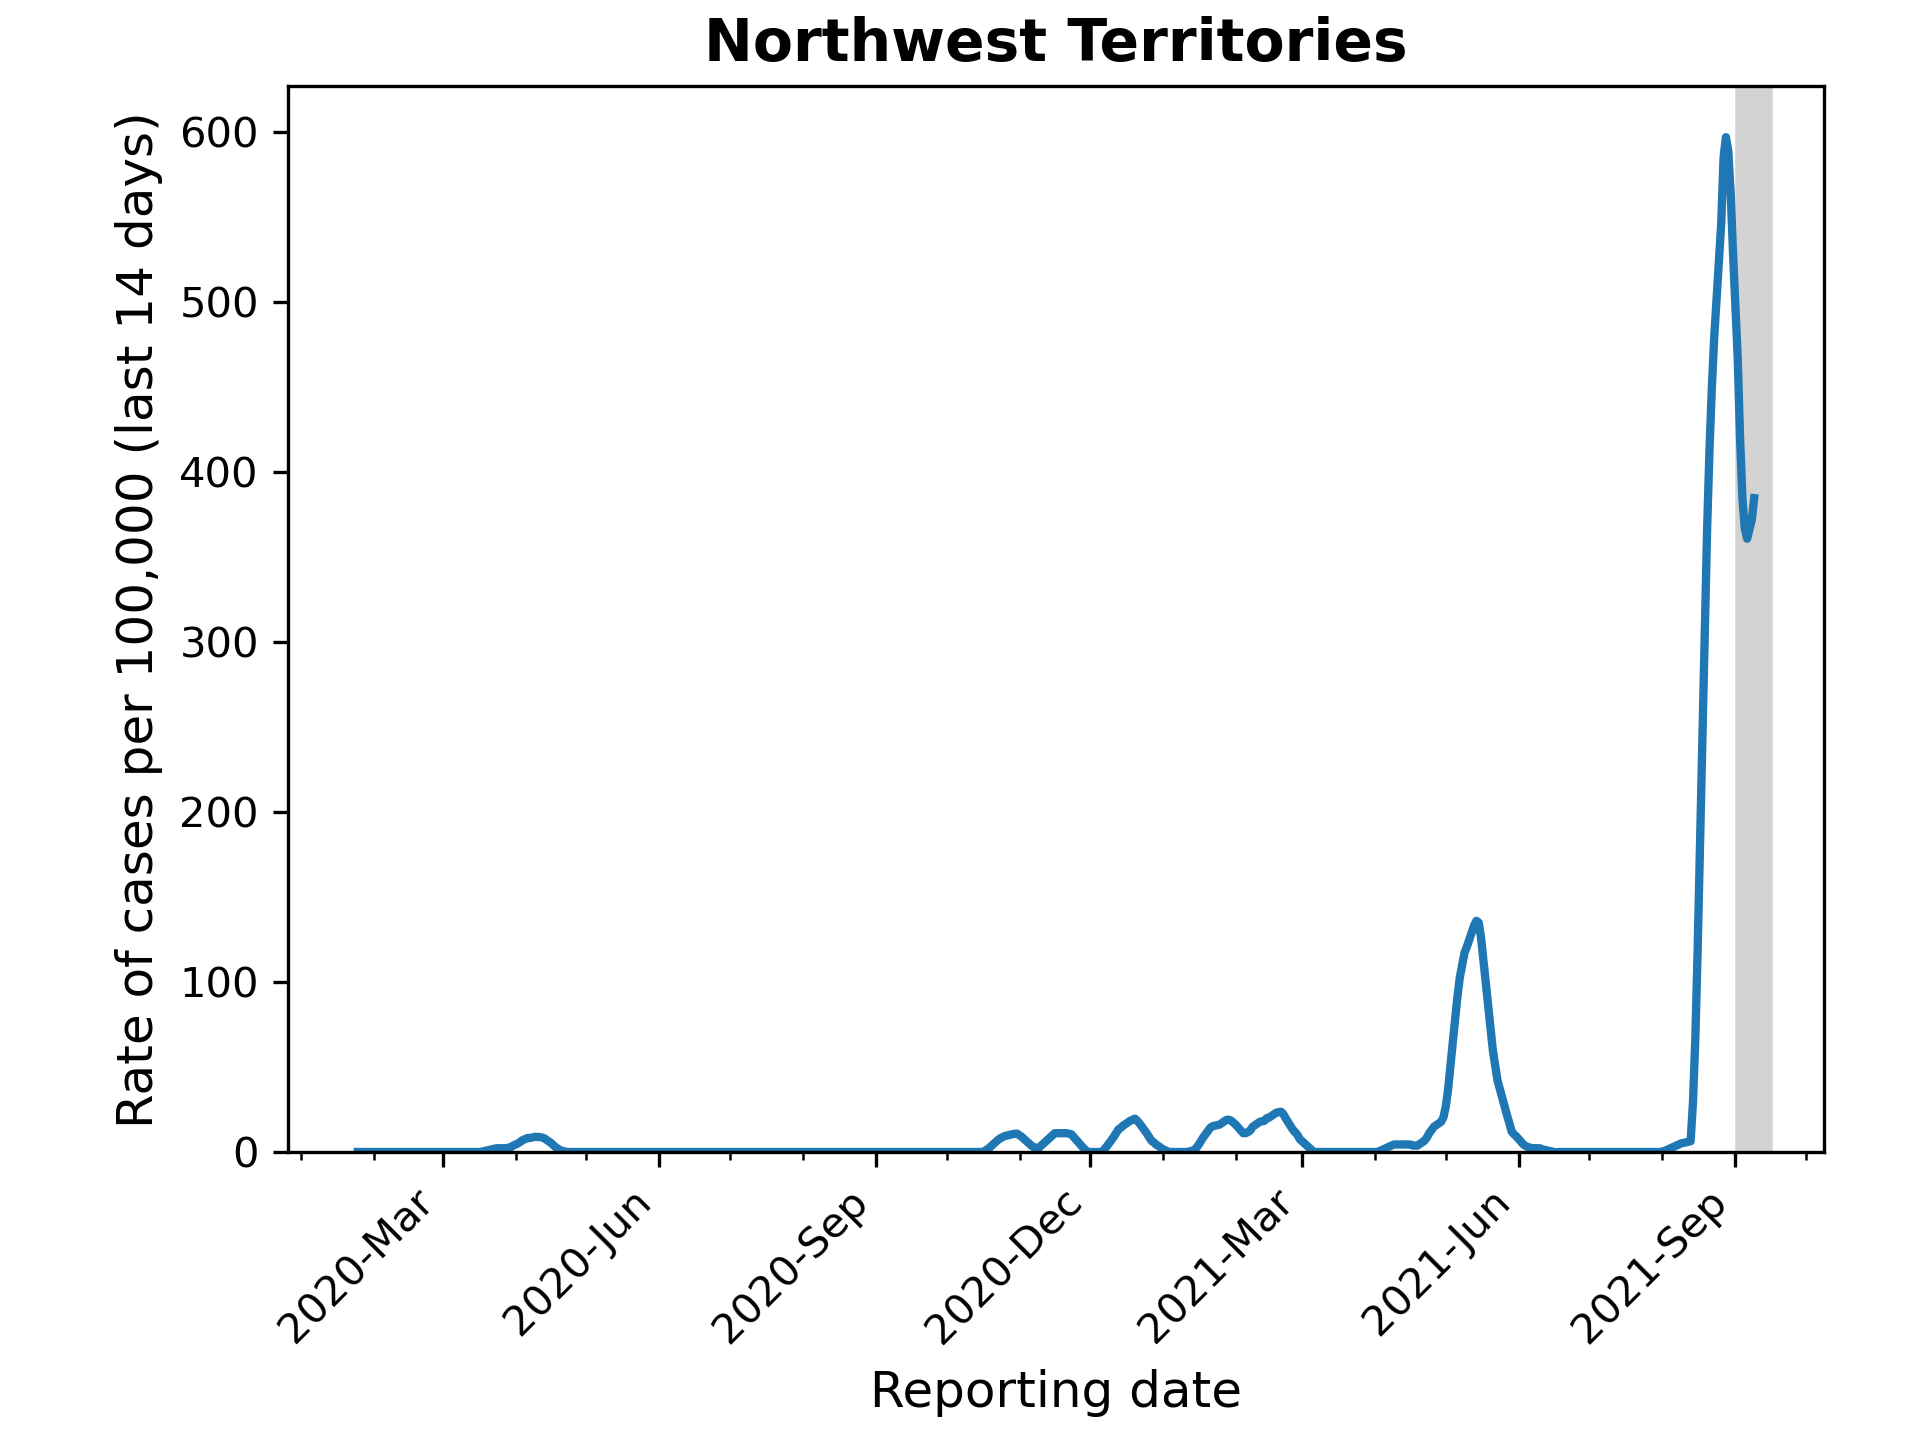 Northwest Territories
Rate of cases per 100,000 (last 14 days)
600
500
400
300
200
100
0
2020-Mar
2020-Jun
2020-Sep
2020-Dec
2021-Mar
2021-Jun
2021-Sep
Reporting date